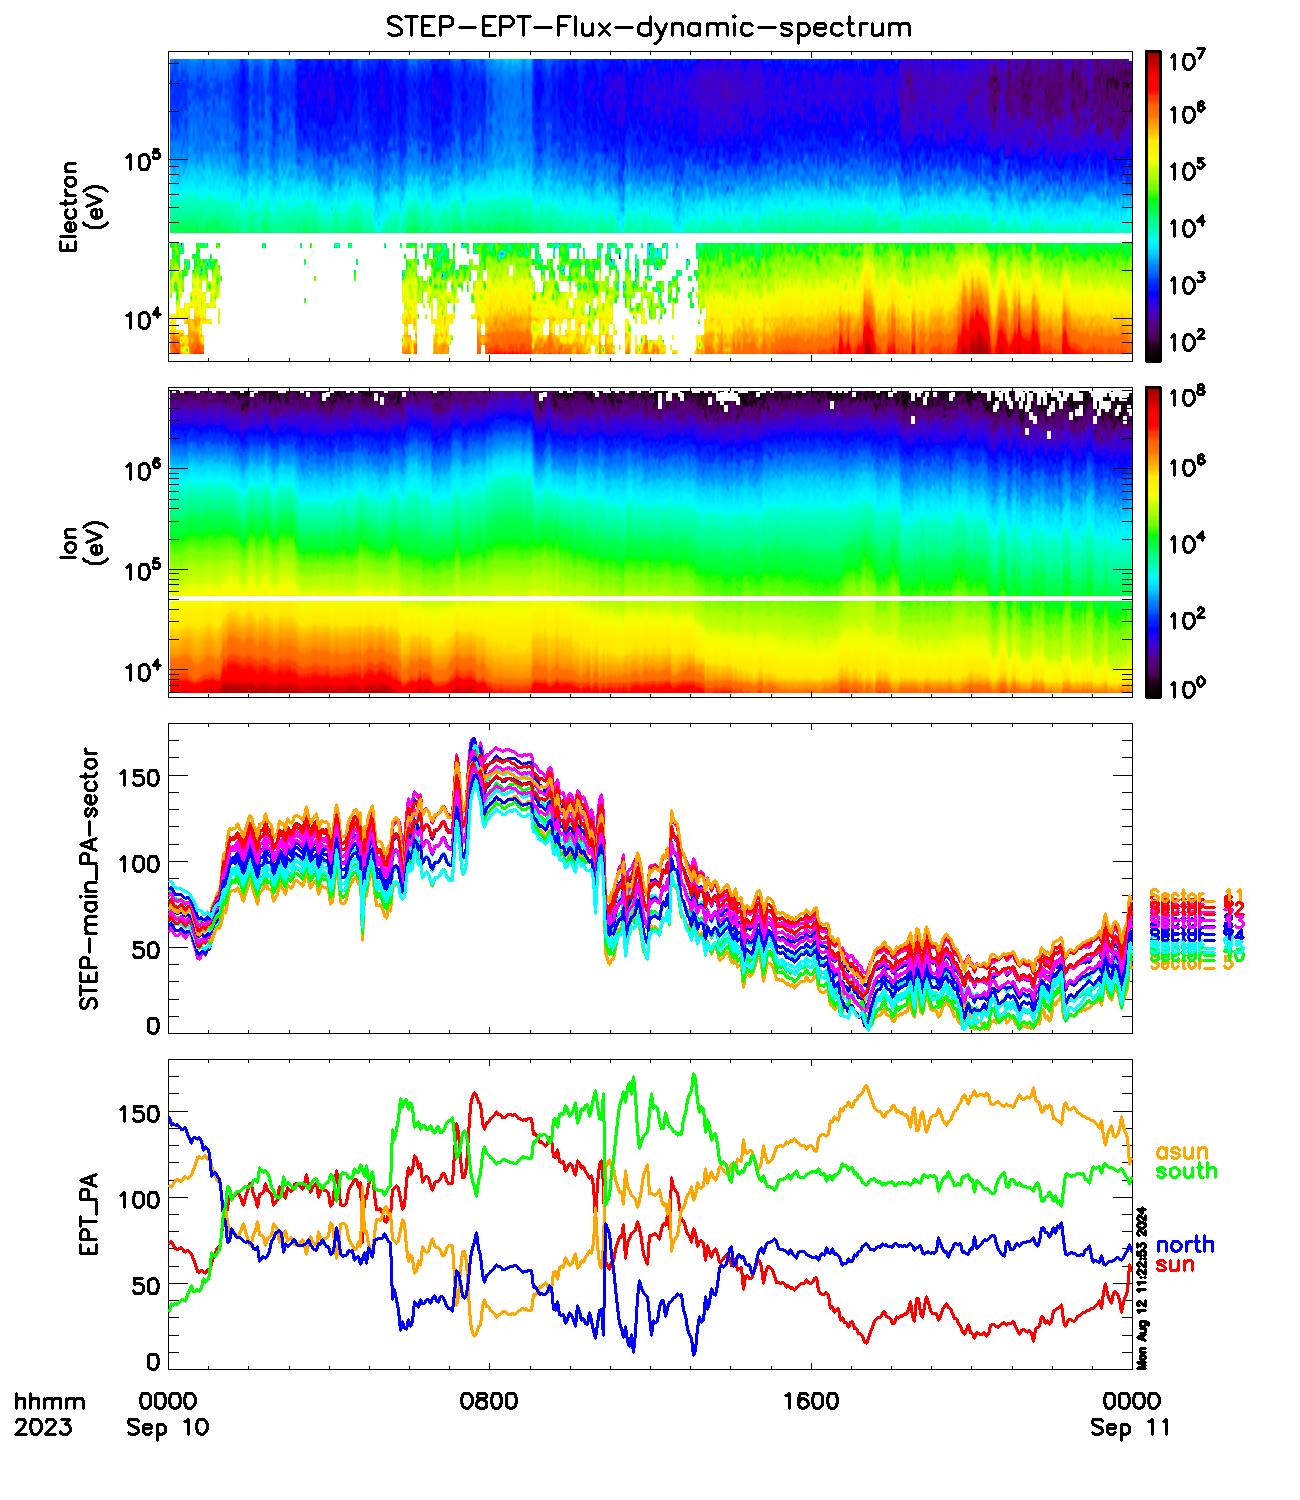 STEP-EPT-Flux-dynamic-spectrum
Electron
(eV)
10^5
10^4
10^7
10^6
10^5
10^4
10^3
10^2
Ion
(eV)
10^6
10^5
10^4
10^8
10^6
10^4
10^2
10^0
STEP-main_PA-sector
150
100
50
0
Sector_ 11
EPT_PA
150
100
50
0
asun
south
north
sun
Mon Aug 12 11:22:53 2024
hhmm 0000 0800 1600 0000
2023 Sep 10 Sep 11